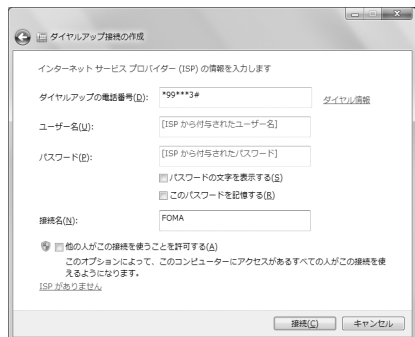 ダイヤルアップ接続の作成
インターネット サービス プロバイダー (ISP) の情報を入力します
ダイヤルアップの電話番号(D): *99***3# ダイヤル情報
ユーザー名(U): [ISP から付与されたユーザー名]
パスワード(P): [ISP から付与されたパスワード]
パスワードの文字を表示する(S)
このパスワードを記憶する(R)
接続名(N): FOMA
他の人がこの接続を使うことを許可する(A)
このオプションによって、このコンピューターにアクセスがあるすべての人がこの接続を使
えるようになります。
ISP がありません
接続(C) キャンセル